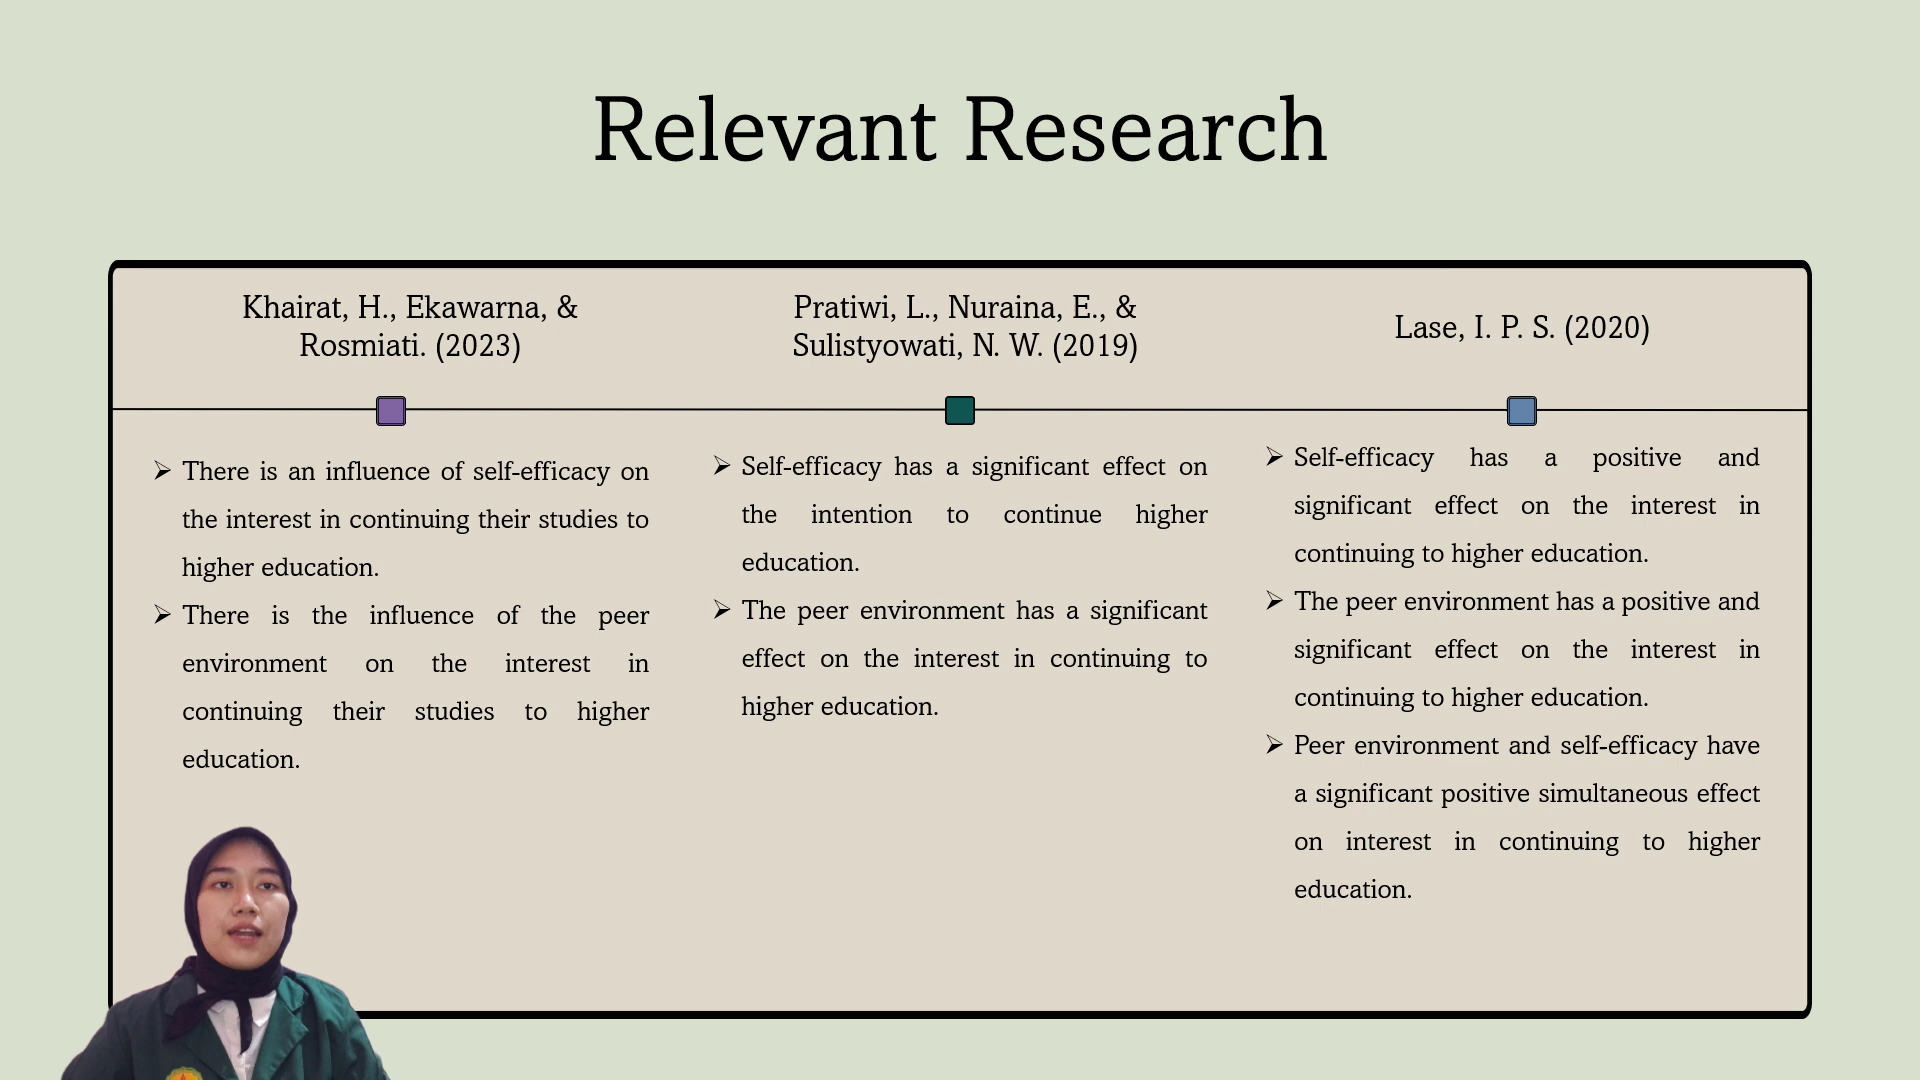 Relevant Research
Khairat, H., Ekawarna, &
Rosmiati. (2023)
➢ There is an influence of self-efficacy on
the interest in continuing their studies to
higher education.
➢ There is the influence of the peer
environment on the interest in
continuing their studies to higher
education.
Pratiwi, L., Nuraina, E., &
Sulistyowati, N. W. (2019)
➢ Self-efficacy has a significant effect on
the intention to continue higher
education.
➢ The peer environment has a significant
effect on the interest in continuing to
higher education.
Lase, I. P. S. (2020)
➢ Self-efficacy has a positive and
significant effect on the interest in
continuing to higher education.
➢ The peer environment has a positive and
significant effect on the interest in
continuing to higher education.
➢ Peer environment and self-efficacy have
a significant positive simultaneous effect
on interest in continuing to higher
education.